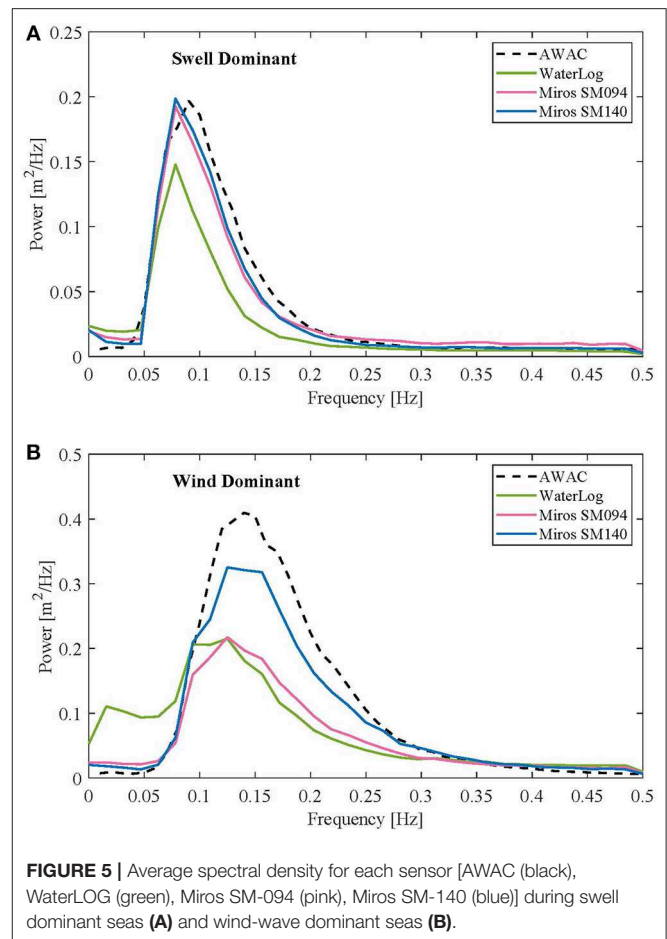 A
Swell Dominant
AWAC
WaterLog
Miros SM094
Miros SM140
0.25
0.2
0.15
0.1
0.05
0
Power [m²/Hz]
0 0.05 0.1 0.15 0.2 0.25 0.3 0.35 0.4 0.45 0.5
Frequency [Hz]
B
Wind Dominant
AWAC
WaterLog
Miros SM094
Miros SM140
0.5
0.4
0.3
0.2
0.1
0
Power [m²/Hz]
0 0.05 0.1 0.15 0.2 0.25 0.3 0.35 0.4 0.45 0.5
Frequency [Hz]
FIGURE 5 | Average spectral density for each sensor [AWAC (black),
WaterLOG (green), Miros SM-094 (pink), Miros SM-140 (blue)] during swell
dominant seas (A) and wind-wave dominant seas (B).